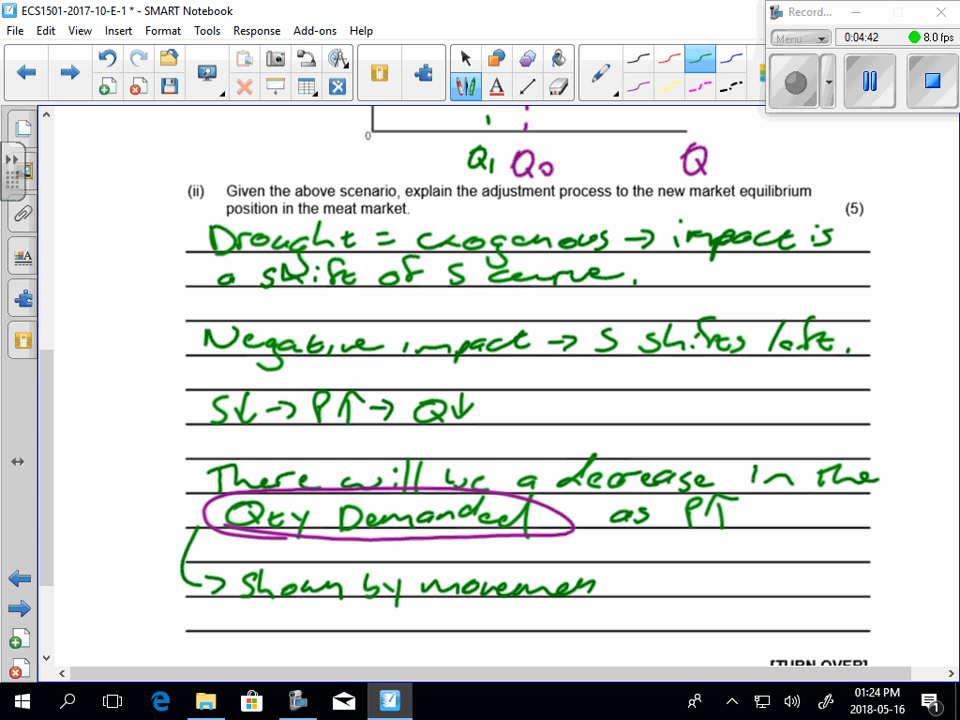 ECS1501-2017-10-E-1 * - SMART Notebook
File Edit View Insert Format Tools Response Add-ons Help
Record...
Menu 0:04:42 8.0 fps
0
Q1 Q0 Q
(ii) Given the above scenario, explain the adjustment process to the new market equilibrium
position in the meat market. (5)
Drought = exogenous → impact is
a shift of S curve.
Negative impact → S shifts left.
S↓ → P↑ → Q↓
There will be a decrease in the
Qty Demanded as P↑
↳ Shown by movemen
[TURN OVER]
01:24 PM
2018-05-16
1